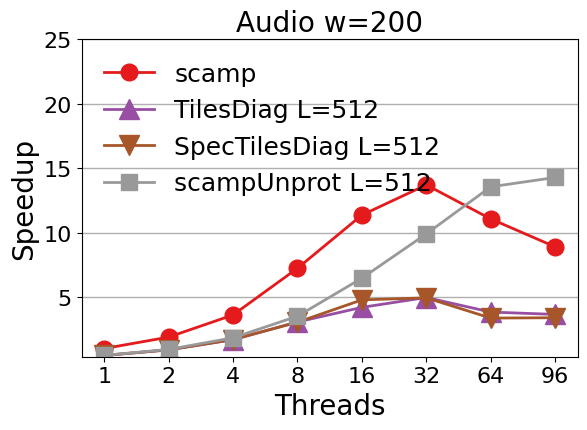 Audio w=200
25
20
15
10
5
Speedup
scamp
TilesDiag L=512
SpecTilesDiag L=512
scampUnprot L=512
1 2 4 8 16 32 64 96
Threads